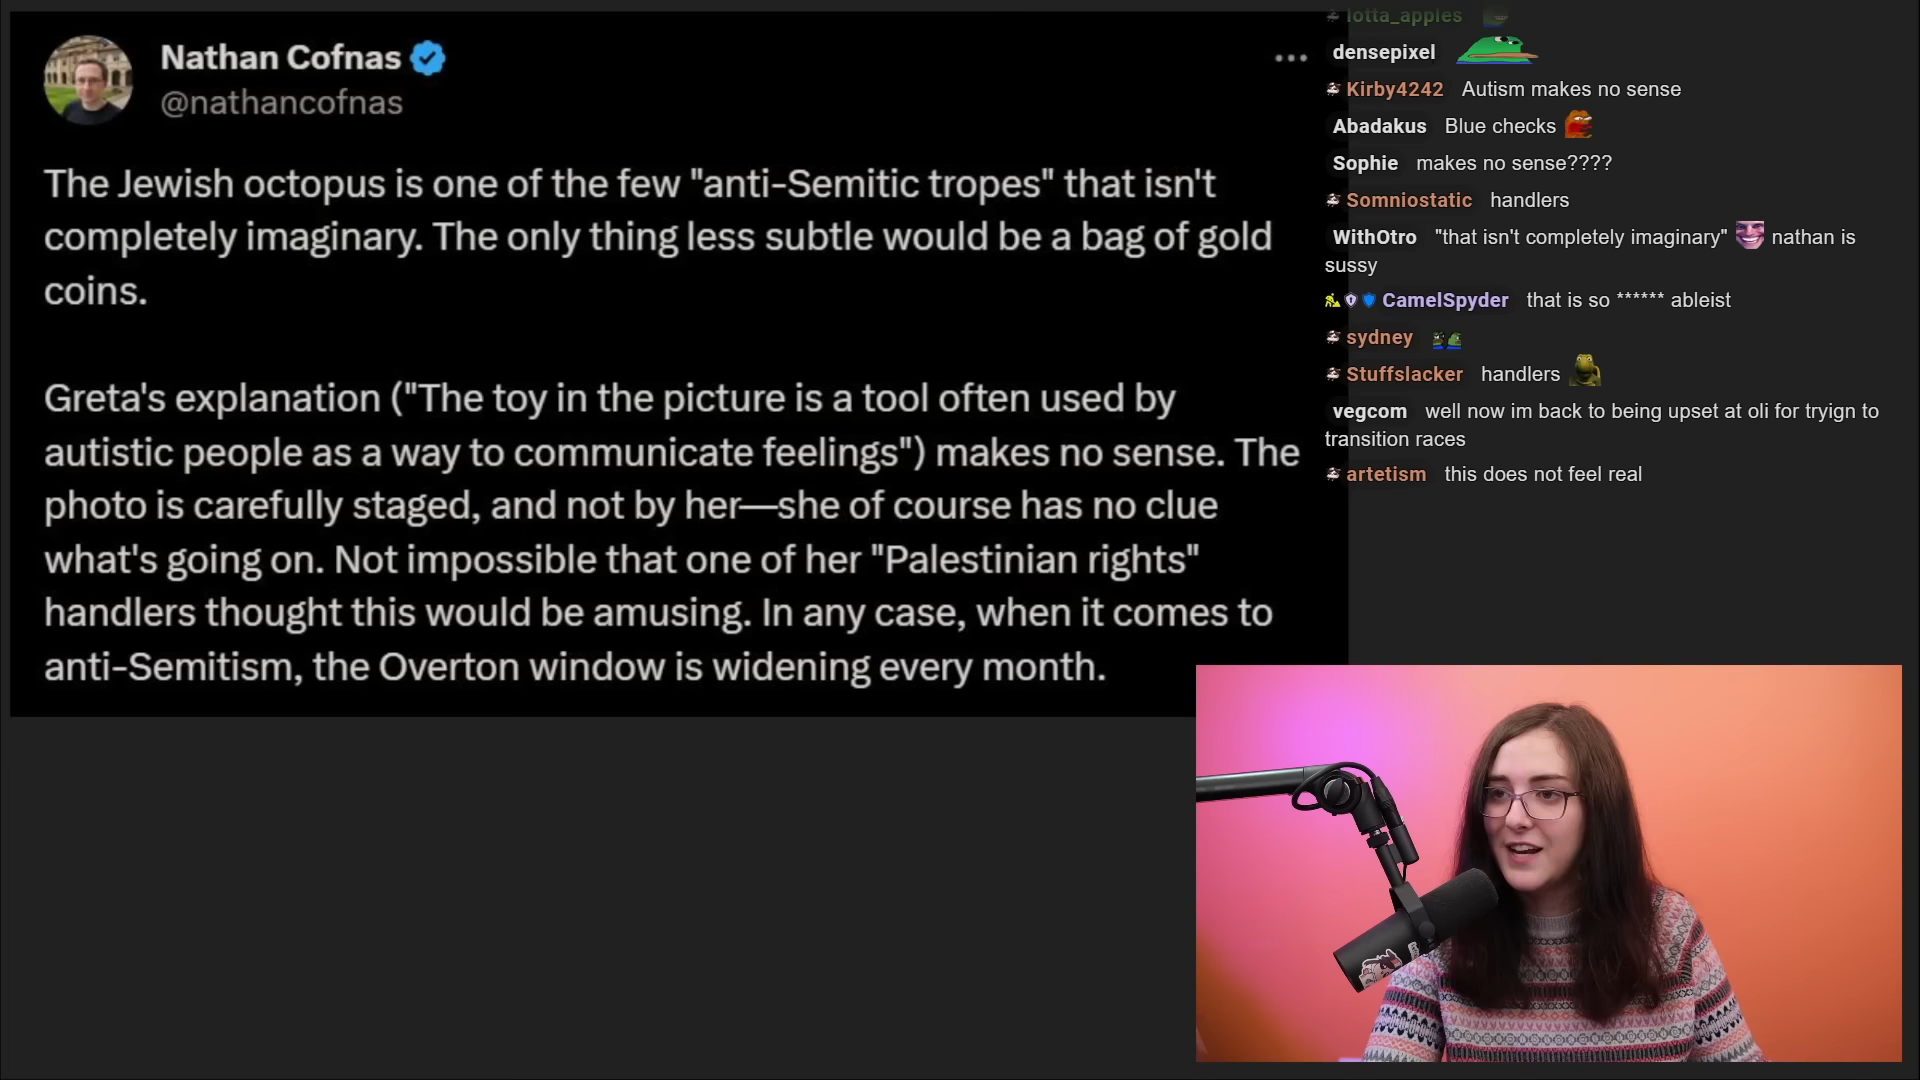 Nathan Cofnas
@nathancofnas
The Jewish octopus is one of the few "anti-Semitic tropes" that isn't
completely imaginary. The only thing less subtle would be a bag of gold
coins.
Greta's explanation ("The toy in the picture is a tool often used by
autistic people as a way to communicate feelings") makes no sense. The
photo is carefully staged, and not by her—she of course has no clue
what's going on. Not impossible that one of her "Palestinian rights"
handlers thought this would be amusing. In any case, when it comes to
anti-Semitism, the Overton window is widening every month.
lotta_apples
densepixel
Kirby4242 Autism makes no sense
Abadakus Blue checks
Sophie makes no sense????
Somniostatic handlers
WithOtro "that isn't completely imaginary" nathan is
sussy
CamelSpyder that is so ****** ableist
sydney
Stuffslacker handlers
vegcom well now im back to being upset at oli for tryign to
transition races
artetism this does not feel real